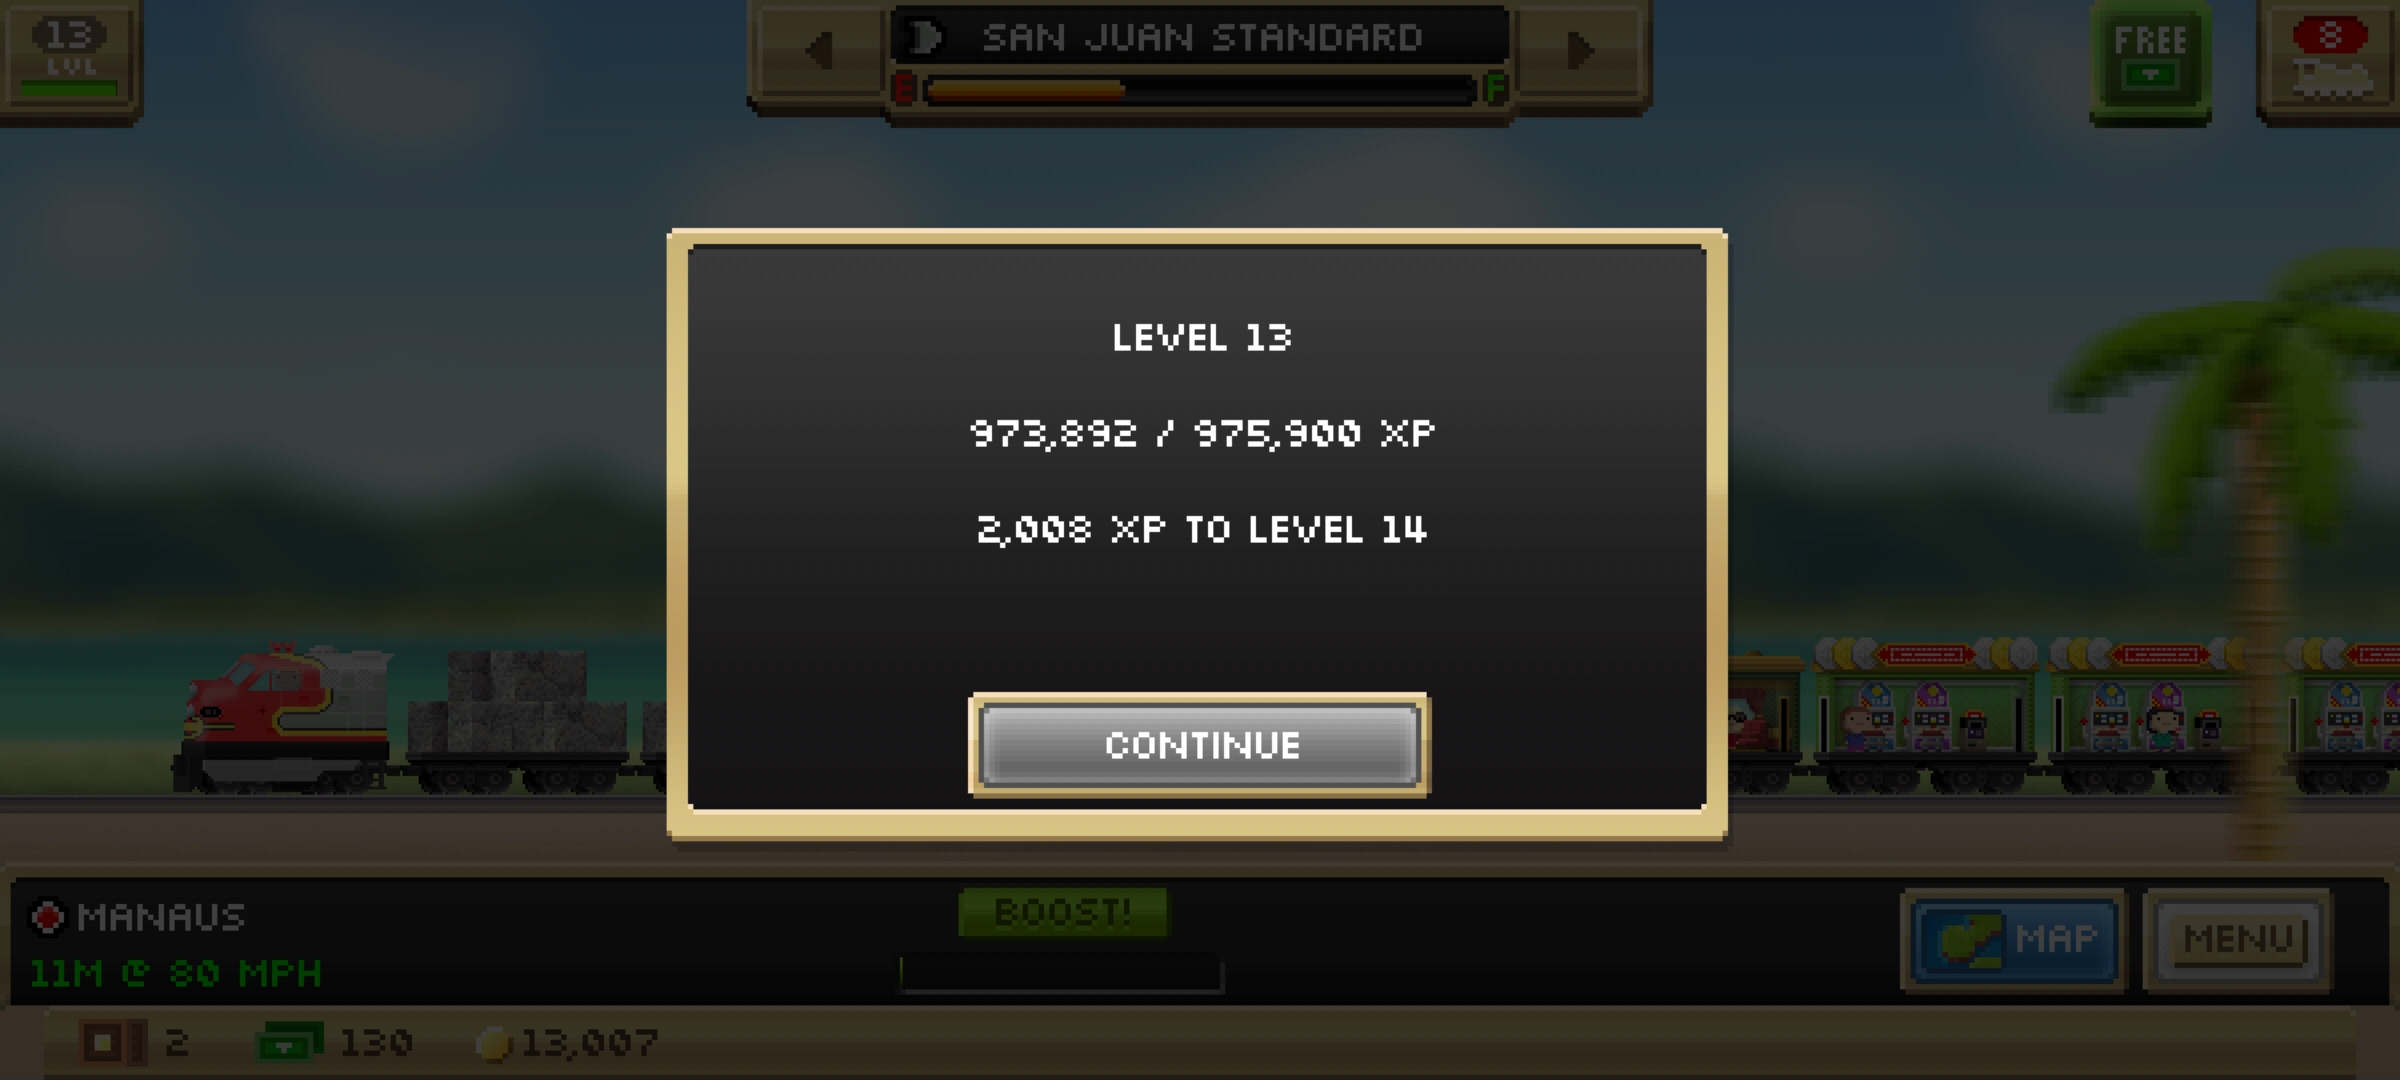 13
LVL
SAN JUAN STANDARD
E F
FREE
8
LEVEL 13
973,892 / 975,900 XP
2,008 XP TO LEVEL 14
CONTINUE
MANAUS
11M @ 80 MPH
BOOST!
MAP
MENU
2 130 13,007